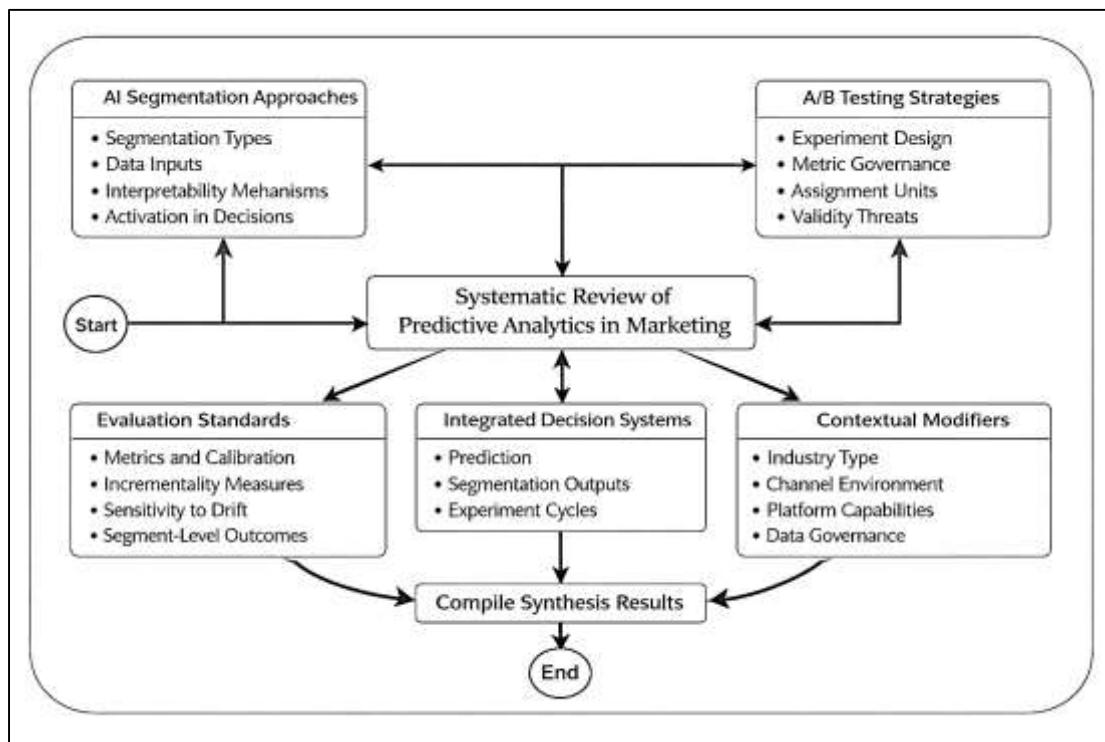 AI Segmentation Approaches
• Segmentation Types
• Data Inputs
• Interpretability Mehanisms
• Activation in Decisions
A/B Testing Strategies
• Experiment Design
• Metric Governance
• Assignment Units
• Validity Threats
Start
Systematic Review of
Predictive Analytics in Marketing
Evaluation Standards
• Metrics and Calibration
• Incrementality Measures
• Sensitivity to Drift
• Segment-Level Outcomes
Integrated Decision Systems
• Prediction
• Segmentation Outputs
• Experiment Cycles
Contextual Modifiers
• Industry Type
• Channel Environment
• Platform Capabilities
• Data Governance
Compile Synthesis Results
End